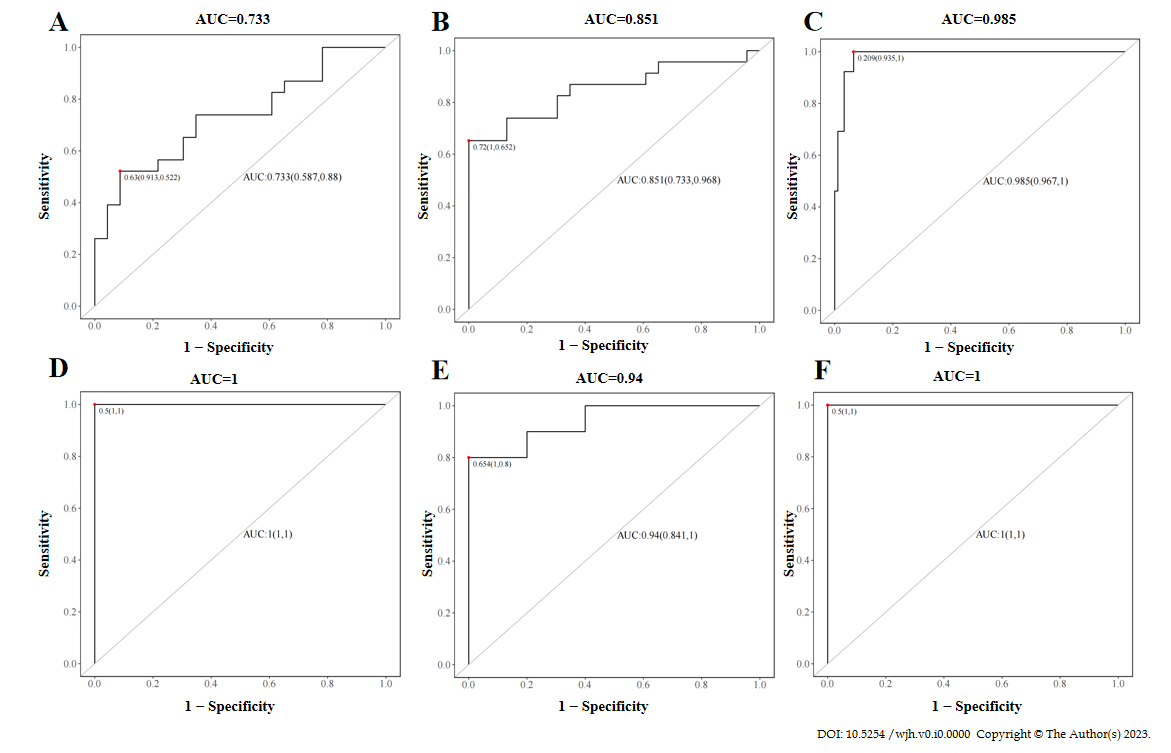 A
AUC=0.733
1.0
0.8
0.6
0.4
0.2
0.0
Sensitivity
0.63(0.913,0.522)
AUC:0.733(0.587,0.88)
0.0 0.2 0.4 0.6 0.8 1.0
1 − Specificity
B
AUC=0.851
1.0
0.8
0.6
0.4
0.2
0.0
Sensitivity
0.72(1,0.652)
AUC:0.851(0.733,0.968)
0.0 0.2 0.4 0.6 0.8 1.0
1 − Specificity
C
AUC=0.985
1.0
0.8
0.6
0.4
0.2
0.0
Sensitivity
0.209(0.935,1)
AUC:0.985(0.967,1)
0.0 0.2 0.4 0.6 0.8 1.0
1 − Specificity
D
AUC=1
1.0
0.8
0.6
0.4
0.2
0.0
Sensitivity
0.5(1,1)
AUC:1(1,1)
0.0 0.2 0.4 0.6 0.8 1.0
1 − Specificity
E
AUC=0.94
1.0
0.8
0.6
0.4
0.2
0.0
Sensitivity
0.654(1,0.8)
AUC:0.94(0.841,1)
0.0 0.2 0.4 0.6 0.8 1.0
1 − Specificity
F
AUC=1
1.0
0.8
0.6
0.4
0.2
0.0
Sensitivity
0.5(1,1)
AUC:1(1,1)
0.0 0.2 0.4 0.6 0.8 1.0
1 − Specificity
DOI: 10.5254 /wjh.v0.i0.0000 Copyright © The Author(s) 2023.